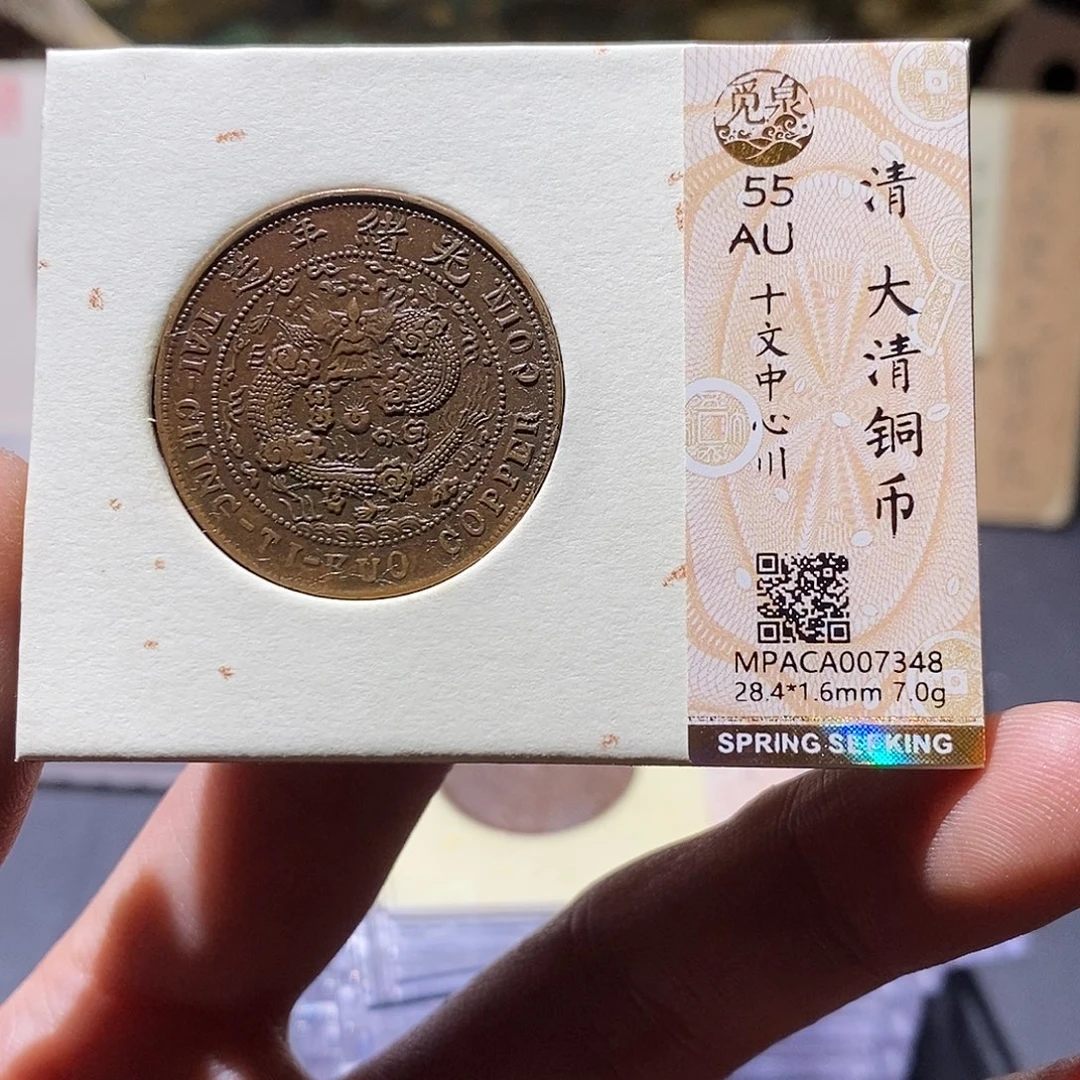 光緒年造
TAI-CHING-TI-KUO COPPER COIN
觅泉
55
AU
清 大清铜币
十文中心川
MPACA007348
28.4*1.6mm 7.0g
SPRING SEEKING